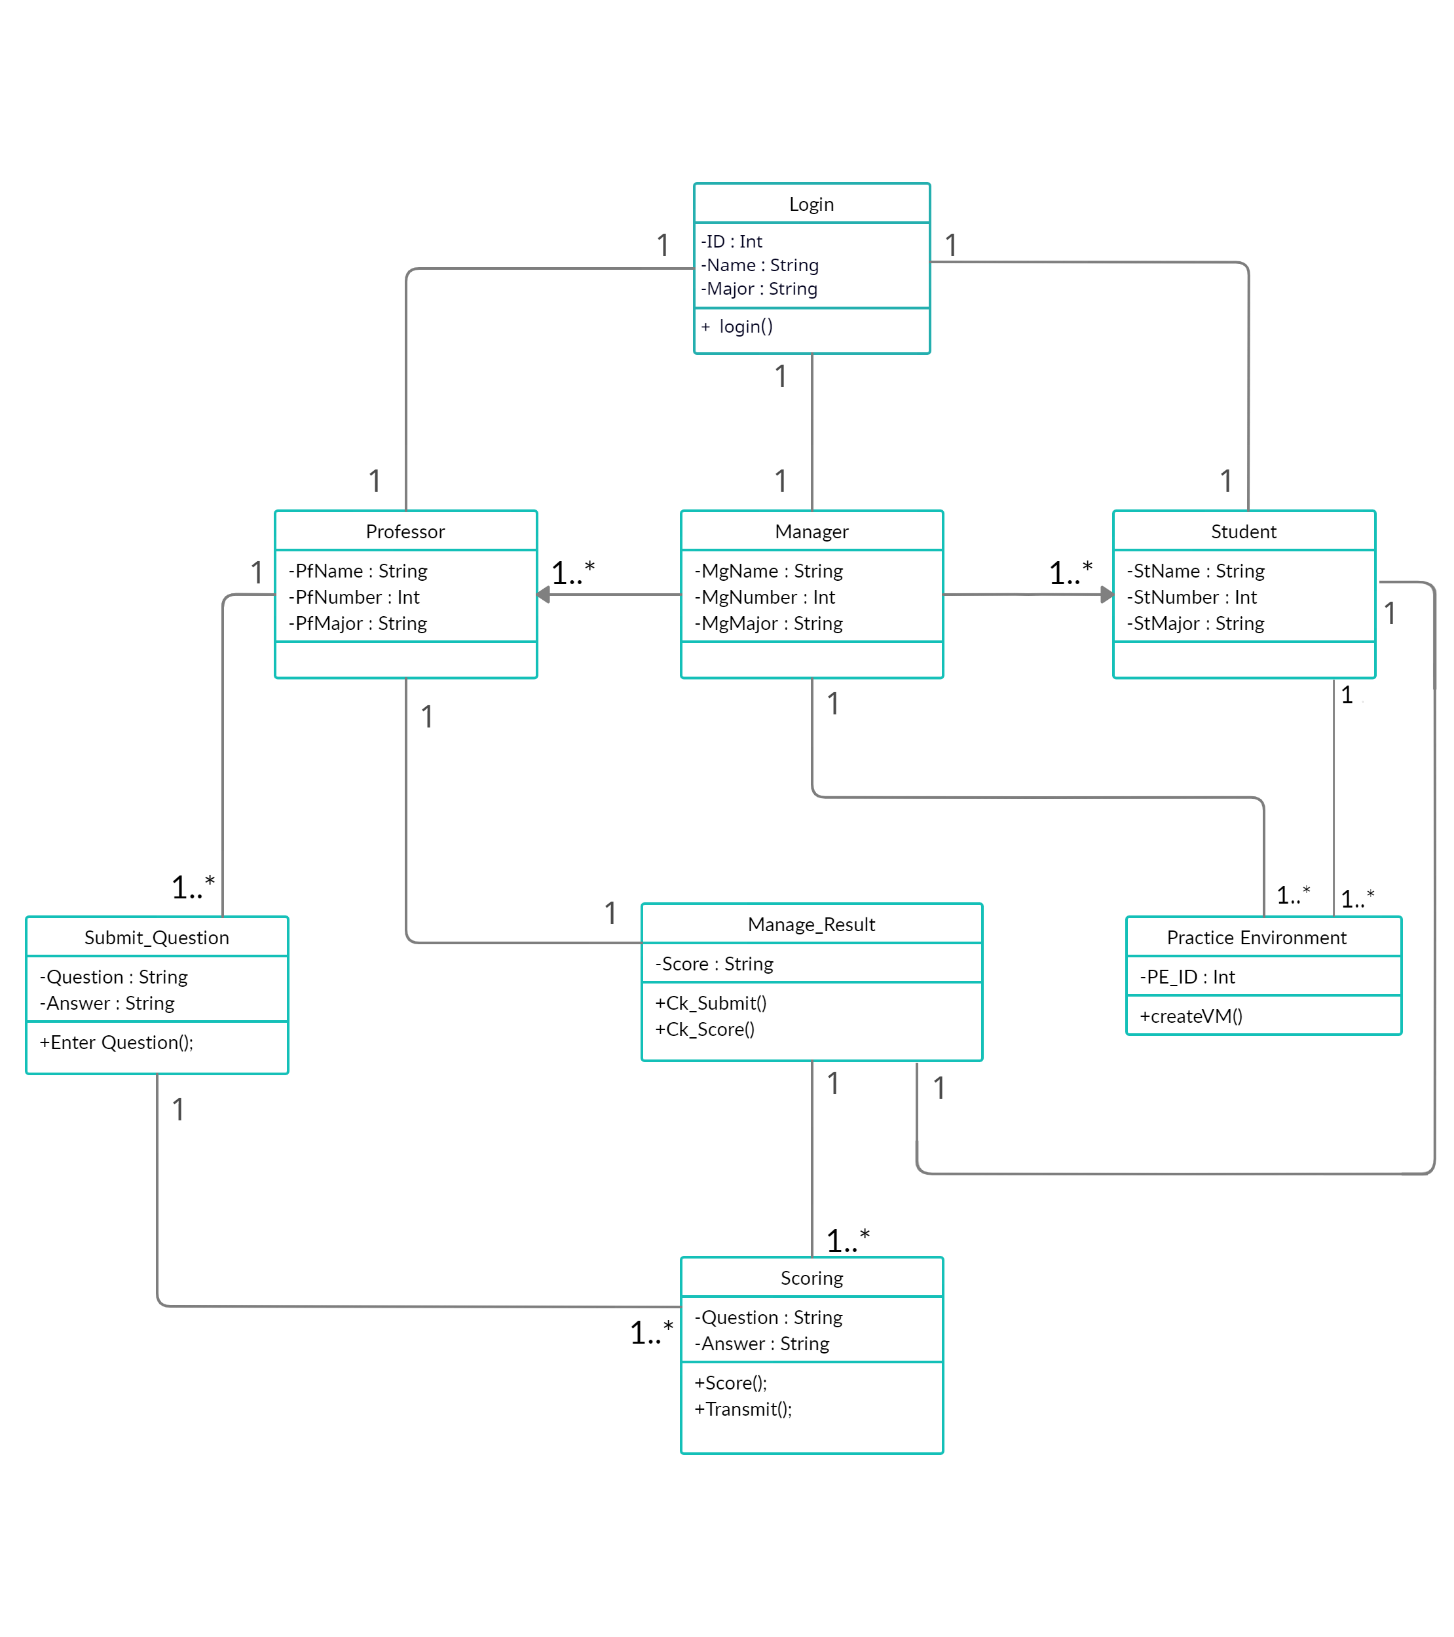 Login
-ID : Int
-Name : String
-Major : String
+ login()
1
1
1
1
1
1
Professor
-PfName : String
-PfNumber : Int
-PfMajor : String
Manager
-MgName : String
-MgNumber : Int
-MgMajor : String
Student
-StName : String
-StNumber : Int
-StMajor : String
1
1..*
1..*
1
1
1
1
1..*
1
1..*
1..*
Submit_Question
-Question : String
-Answer : String
+Enter Question();
Manage_Result
-Score : String
+Ck_Submit()
+Ck_Score()
Practice Environment
-PE_ID : Int
+createVM()
1
1
1
1..*
1..*
Scoring
-Question : String
-Answer : String
+Score();
+Transmit();